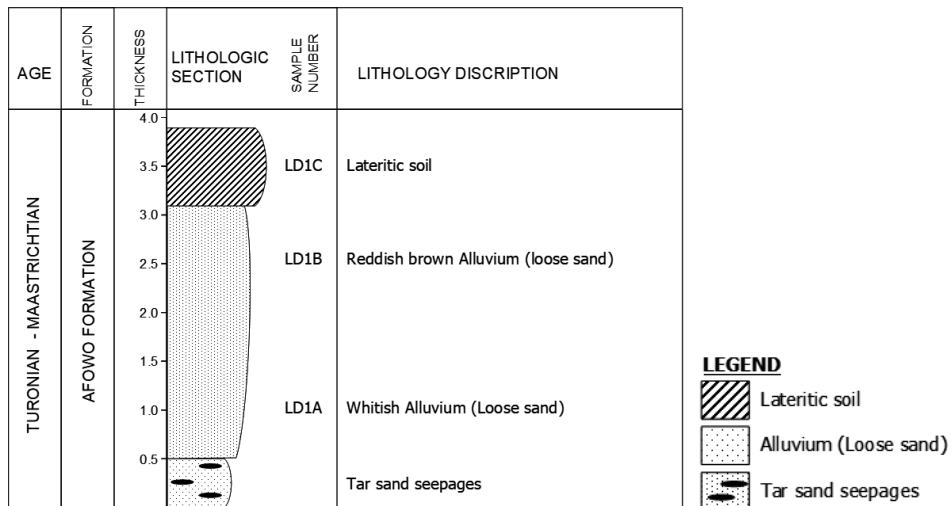 AGE
FORMATION
THICKNESS
LITHOLOGIC
SECTION
SAMPLE
NUMBER
LITHOLOGY DISCRIPTION
TURONIAN - MAASTRICHTIAN
AFOWO FORMATION
4.0
3.5
LD1C
Lateritic soil
3.0
2.5
LD1B
Reddish brown Alluvium (loose sand)
2.0
1.5
1.0
LD1A
Whitish Alluvium (Loose sand)
0.5
Tar sand seepages
LEGEND
Lateritic soil
Alluvium (Loose sand)
Tar sand seepages